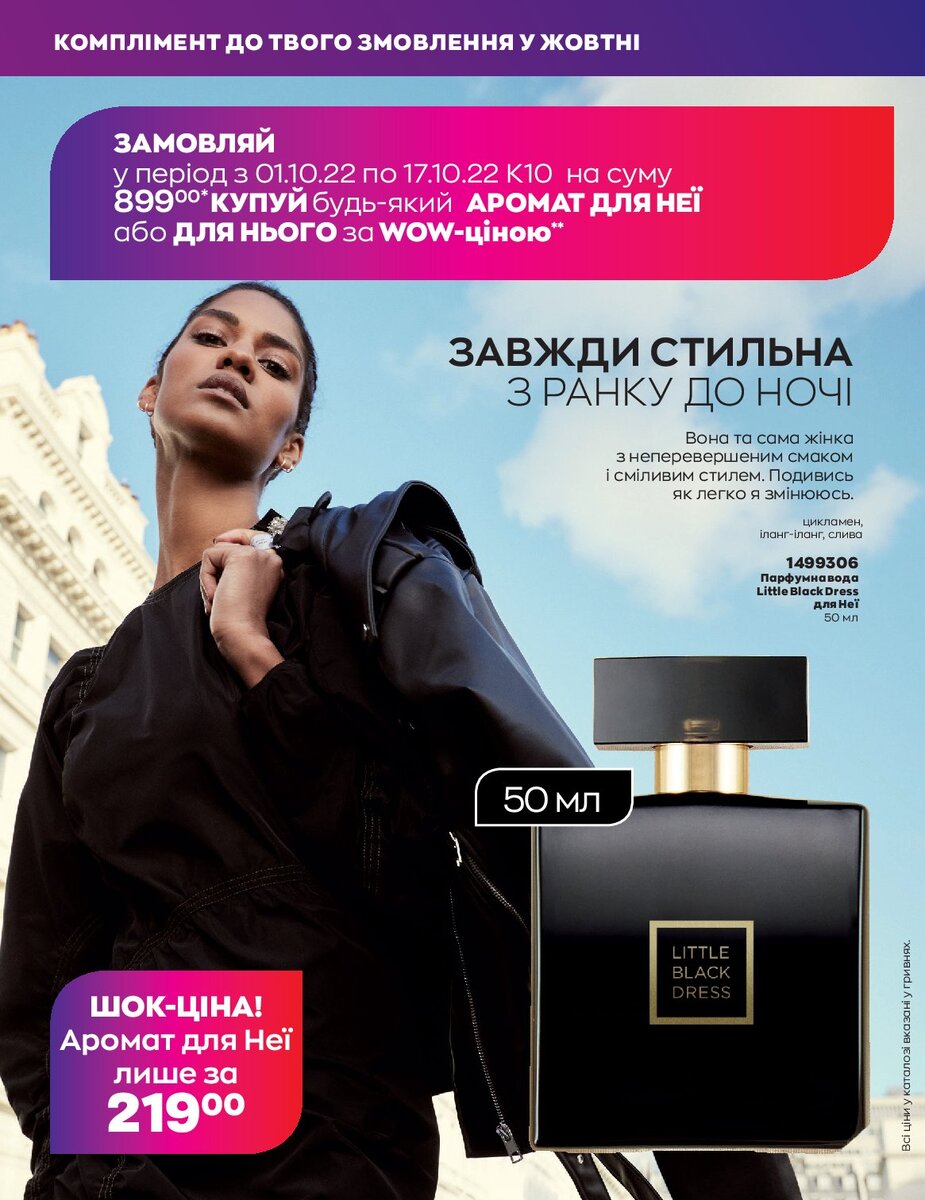 КОМПЛІМЕНТ ДО ТВОГО ЗМОВЛЕННЯ У ЖОВТНІ
ЗАМОВЛЯЙ
у період з 01.10.22 по 17.10.22 К10 на суму
899⁰⁰* КУПУЙ будь-який АРОМАТ ДЛЯ НЕЇ
або ДЛЯ НЬОГО за WOW-ціною**
ЗАВЖДИ СТИЛЬНА
З РАНКУ ДО НОЧІ
Вона та сама жінка
з неперевершеним смаком
і сміливим стилем. Подивись
як легко я змінююсь.
цикламен,
іланг-іланг, слива
1499306
Парфумна вода
Little Black Dress
для Неї
50 мл
50 мл
LITTLE
BLACK
DRESS
ШОК-ЦІНА!
Аромат для Неї
лише за
219⁰⁰
Всі ціни у каталозі вказані у гривнях.